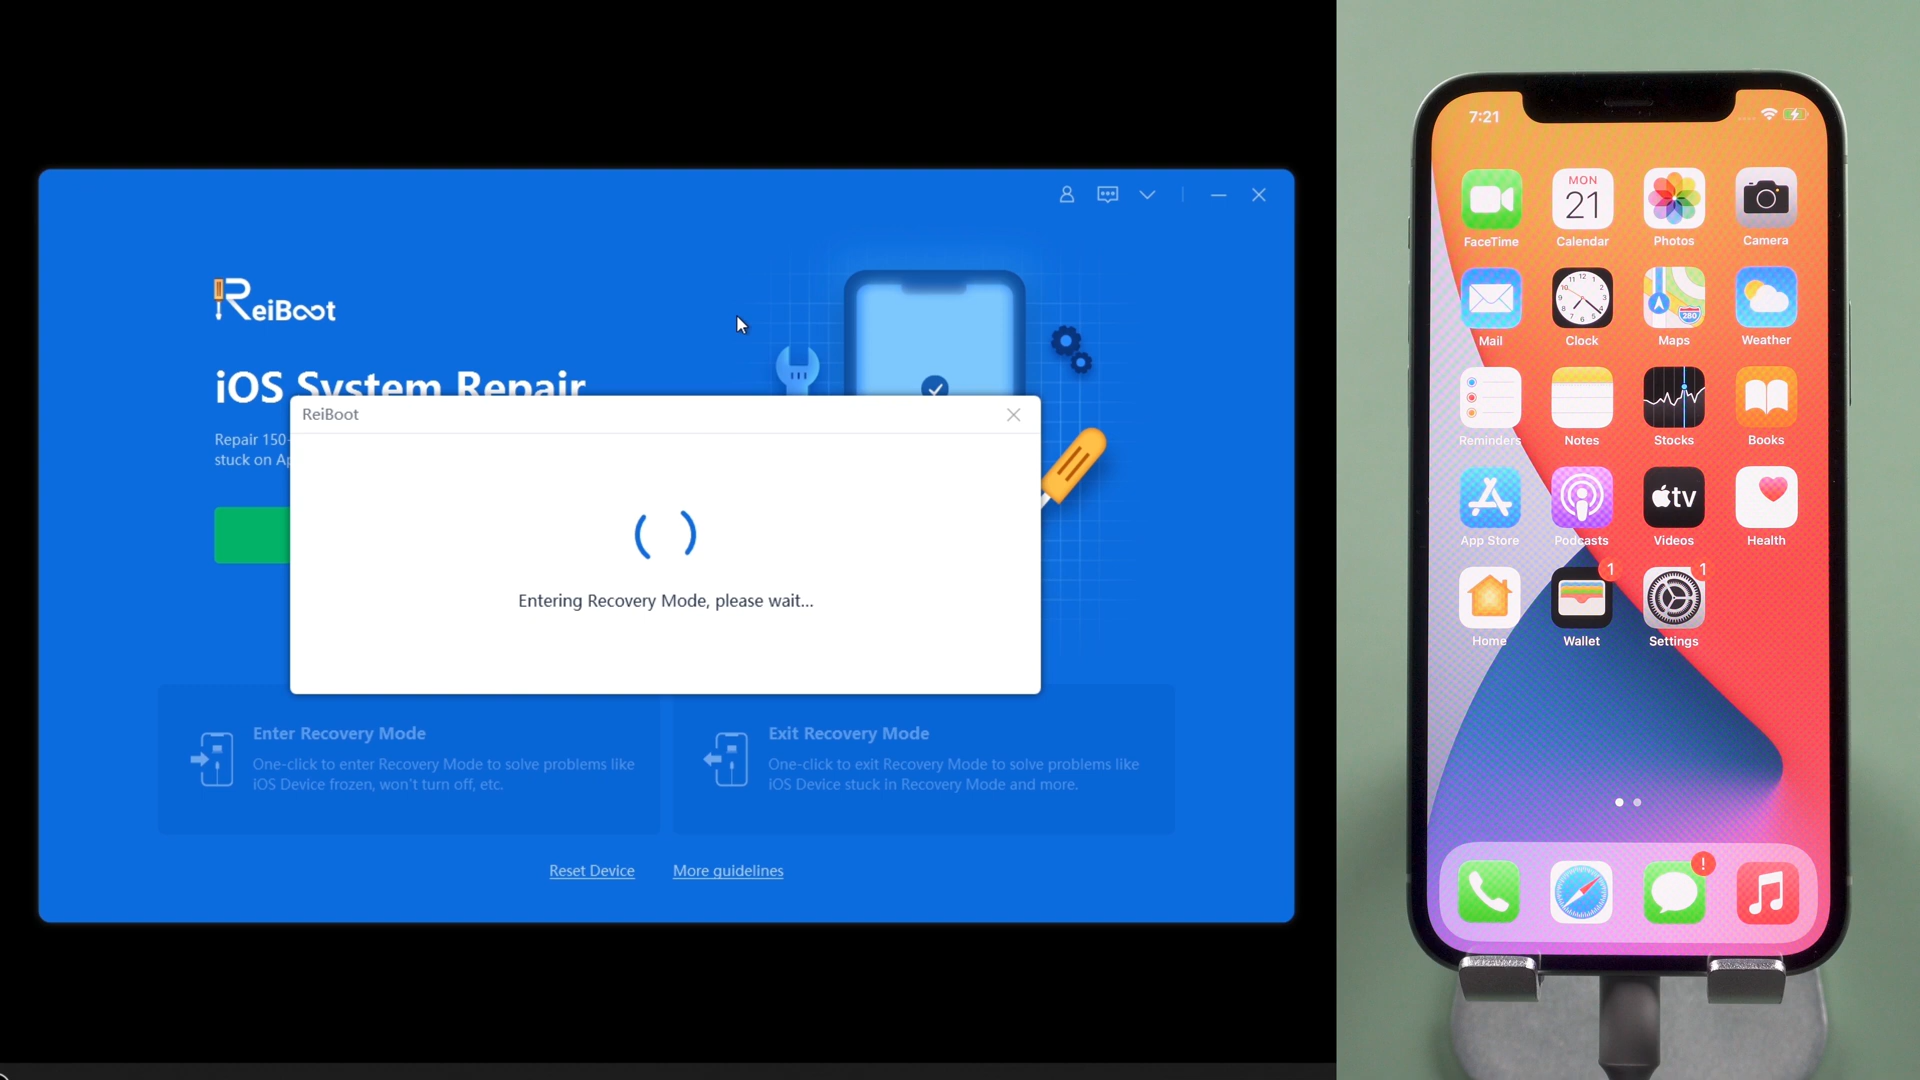 ReiBoot
iOS System Repair
Repair 150
stuck on Ap
ReiBoot
Entering Recovery Mode, please wait...
Enter Recovery Mode
One-click to enter Recovery Mode to solve problems like
iOS Device frozen, won't turn off, etc.
Exit Recovery Mode
One-click to exit Recovery Mode to solve problems like
iOS Device stuck in Recovery Mode and more.
Reset Device
More guidelines
7:21
MON
21
FaceTime
Calendar
Photos
Camera
12
280
Mail
Clock
Maps
Weather
Reminders
Notes
Stocks
Books
tv
App Store
Podcasts
Videos
Health
1
1
Home
Wallet
Settings
!